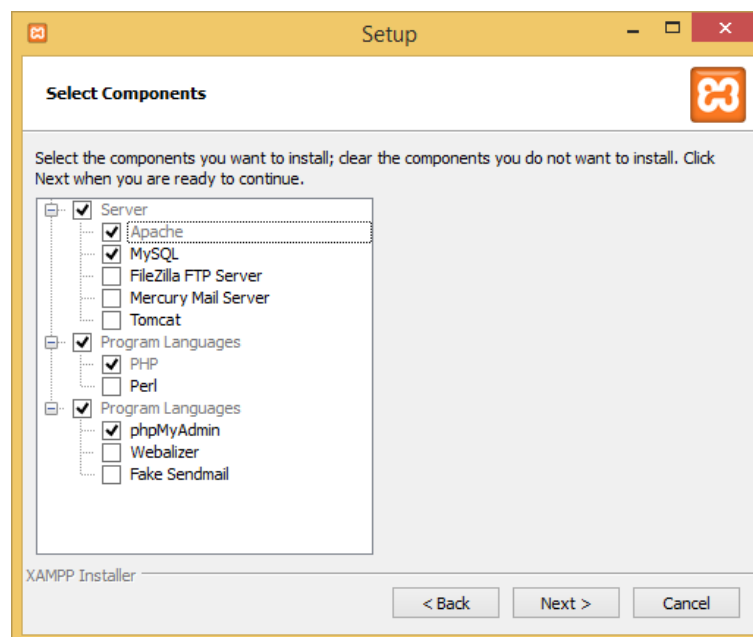 Setup
Select Components
Select the components you want to install; clear the components you do not want to install. Click
Next when you are ready to continue.
Server
Apache
MySQL
FileZilla FTP Server
Mercury Mail Server
Tomcat
Program Languages
PHP
Perl
Program Languages
phpMyAdmin
Webalizer
Fake Sendmail
XAMPP Installer
< Back
Next >
Cancel